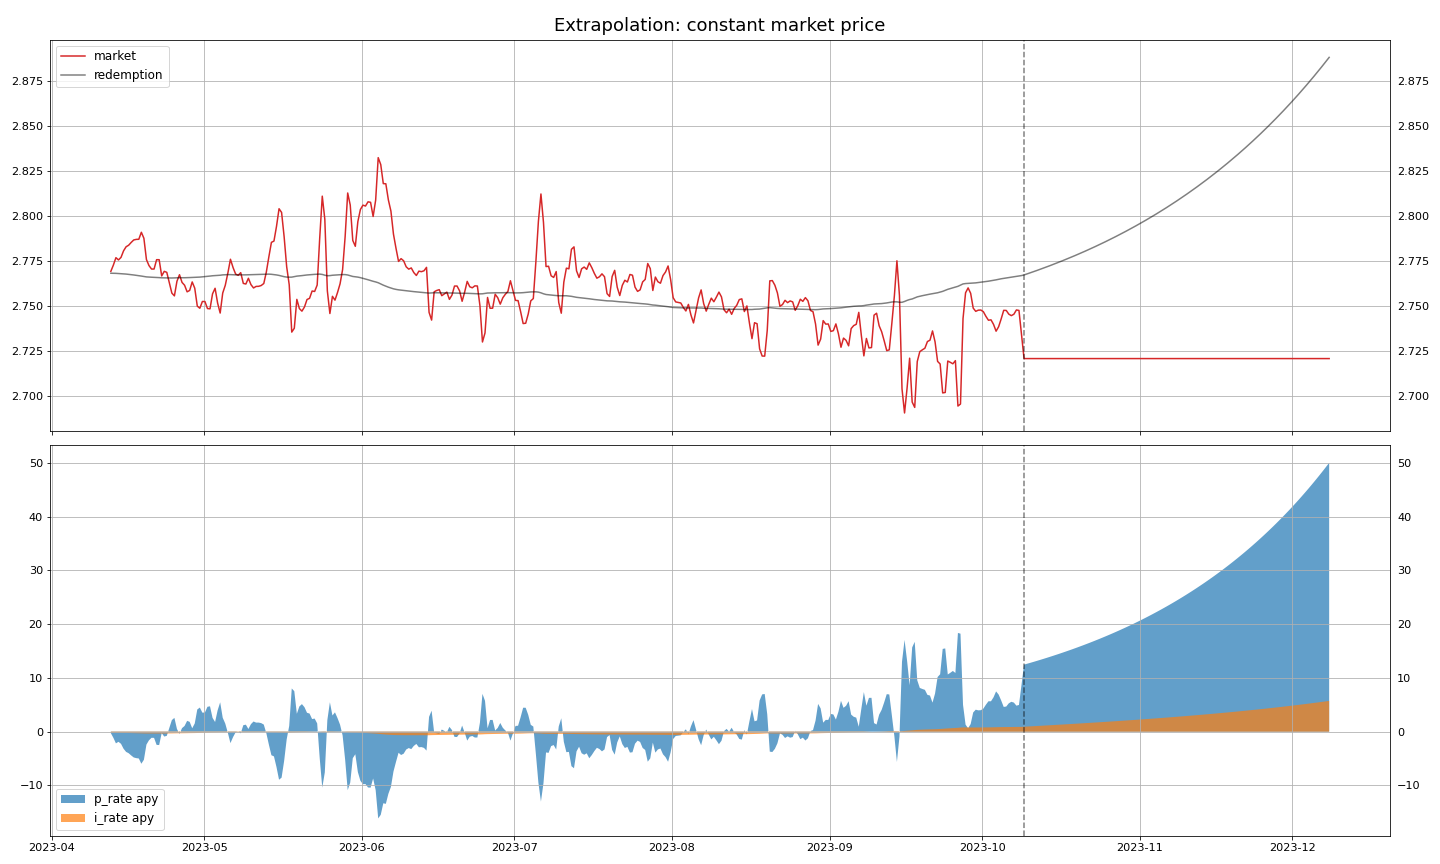 Extrapolation: constant market price
market
redemption
2.875 2.875
2.850 2.850
2.825 2.825
2.800 2.800
2.775 2.775
2.750 2.750
2.725 2.725
2.700 2.700
50 50
40 40
30 30
20 20
10 10
0 0
−10 −10
p_rate apy
i_rate apy
2023-04 2023-05 2023-06 2023-07 2023-08 2023-09 2023-10 2023-11 2023-12